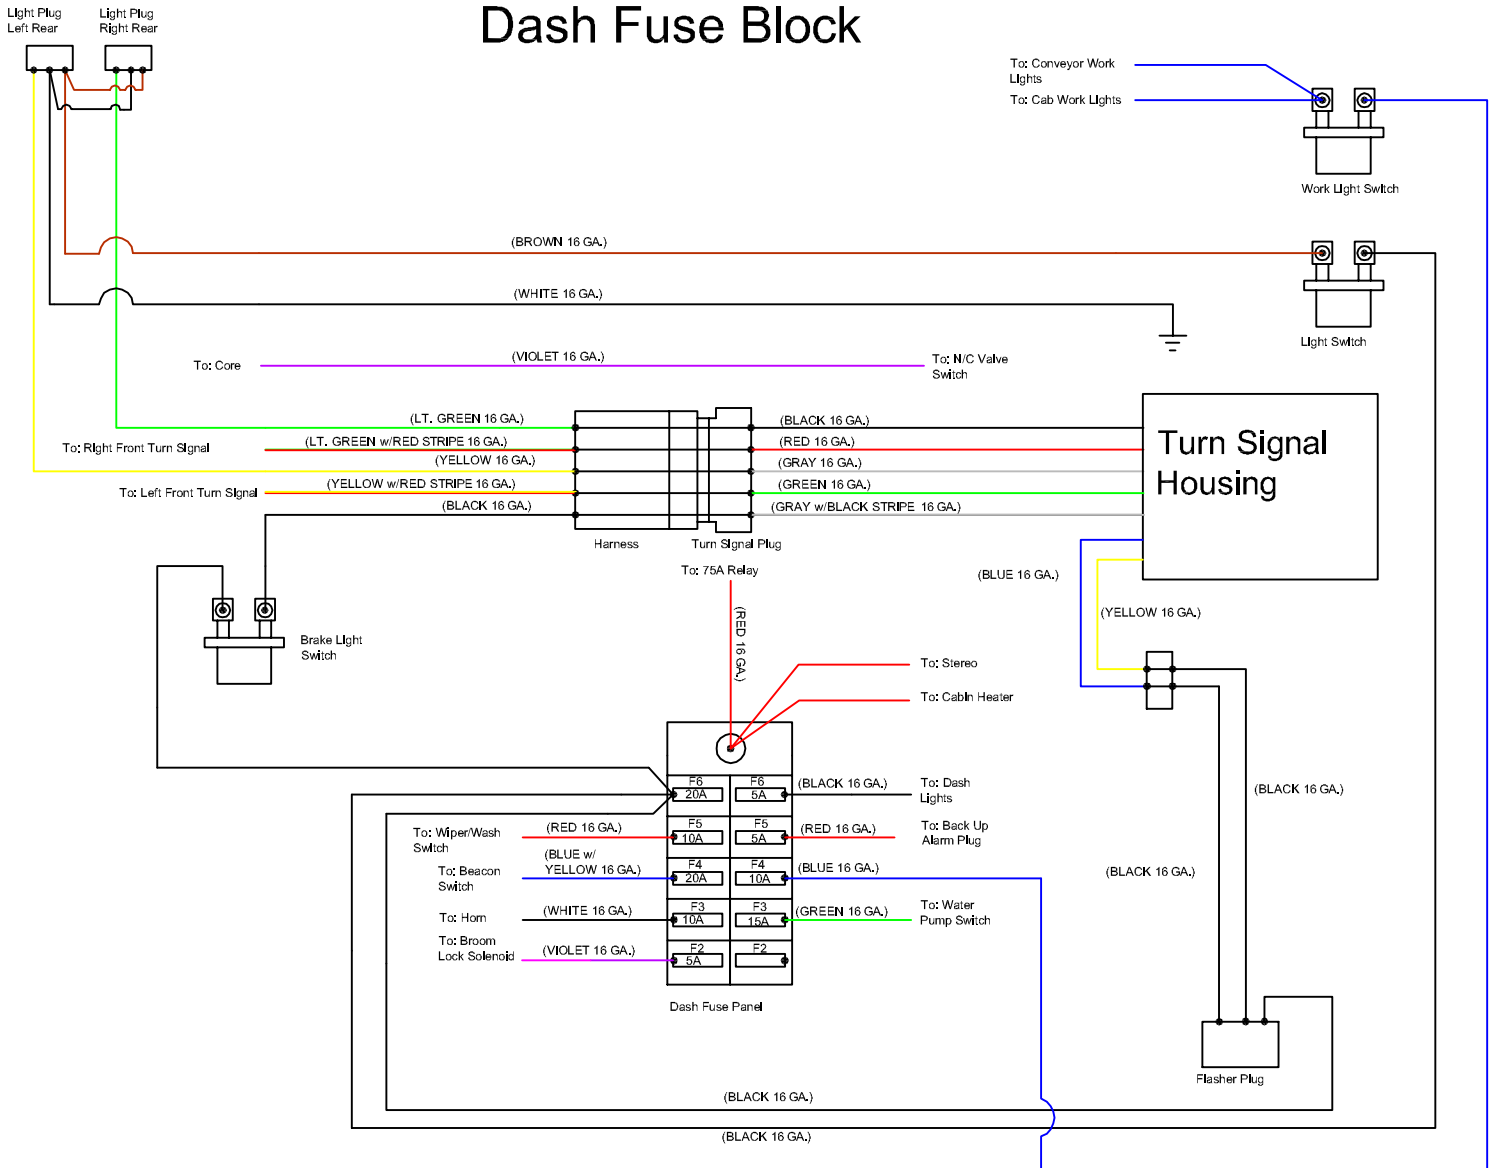 Dash Fuse Block
Light Plug
Left Rear
Light Plug
Right Rear
To: Conveyor Work
Lights
To: Cab Work Lights
Work Light Switch
(BROWN 16 GA.)
(WHITE 16 GA.)
Light Switch
To: Core
(VIOLET 16 GA.)
To: N/C Valve
Switch
(LT. GREEN 16 GA.)
(BLACK 16 GA.)
To: Right Front Turn Signal
(LT. GREEN w/RED STRIPE 16 GA.)
(RED 16 GA.)
(YELLOW 16 GA.)
(GRAY 16 GA.)
To: Left Front Turn Signal
(YELLOW w/RED STRIPE 16 GA.)
(GREEN 16 GA.)
(BLACK 16 GA.)
(GRAY w/BLACK STRIPE 16 GA.)
Turn Signal
Housing
Harness
Turn Signal Plug
To: 75A Relay
(BLUE 16 GA.)
(YELLOW 16 GA.)
(RED 16 GA.)
Brake Light
Switch
To: Stereo
To: Cabin Heater
F6
20A
F6
5A
(BLACK 16 GA.)
To: Dash
Lights
(BLACK 16 GA.)
To: Wiper/Wash
Switch
(RED 16 GA.)
F5
10A
F5
5A
(RED 16 GA.)
To: Back Up
Alarm Plug
To: Beacon
Switch
(BLUE w/
YELLOW 16 GA.)
F4
20A
F4
10A
(BLUE 16 GA.)
(BLACK 16 GA.)
To: Horn
(WHITE 16 GA.)
F3
10A
F3
15A
(GREEN 16 GA.)
To: Water
Pump Switch
To: Broom
Lock Solenoid
(VIOLET 16 GA.)
F2
5A
F2
Dash Fuse Panel
Flasher Plug
(BLACK 16 GA.)
(BLACK 16 GA.)